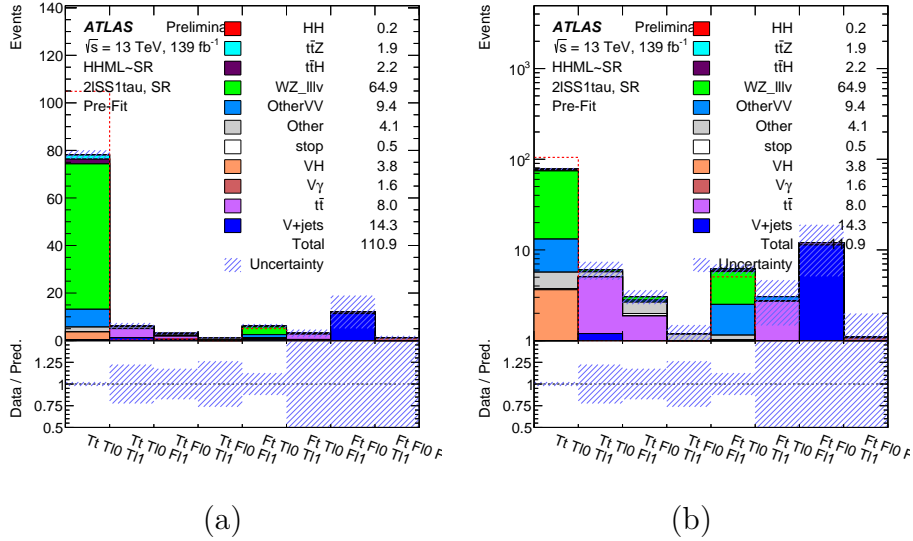 Events
140
120
100
80
60
40
20
0
ATLAS Prelimina
√s = 13 TeV, 139 fb⁻¹
HHML~SR
2lSS1tau, SR
Pre-Fit
HH 0.2
tt̄Z 1.9
tt̄H 2.2
WZ_lllv 64.9
OtherVV 9.4
Other 4.1
stop 0.5
VH 3.8
Vγ 1.6
tt̄ 8.0
V+jets 14.3
Total 110.9
Uncertainty
Data / Pred.
1.25
1
0.75
0.5
Tt Tl0 Tl1
Tt Tl0 Fl1
Tt Fl0 Tl1
Tt Fl0 Fl1
Ft Tl0 Tl1
Ft Tl0 Fl1
Ft Fl0 Tl1
Ft Fl0 F
(a)
Events
10³
10²
10
1
ATLAS Prelimina
√s = 13 TeV, 139 fb⁻¹
HHML~SR
2lSS1tau, SR
Pre-Fit
HH 0.2
tt̄Z 1.9
tt̄H 2.2
WZ_lllv 64.9
OtherVV 9.4
Other 4.1
stop 0.5
VH 3.8
Vγ 1.6
tt̄ 8.0
V+jets 14.3
Total 110.9
Uncertainty
Data / Pred.
1.25
1
0.75
0.5
Tt Tl0 Tl1
Tt Tl0 Fl1
Tt Fl0 Tl1
Tt Fl0 Fl1
Ft Tl0 Tl1
Ft Tl0 Fl1
Ft Fl0 Tl1
Ft Fl0 F
(b)